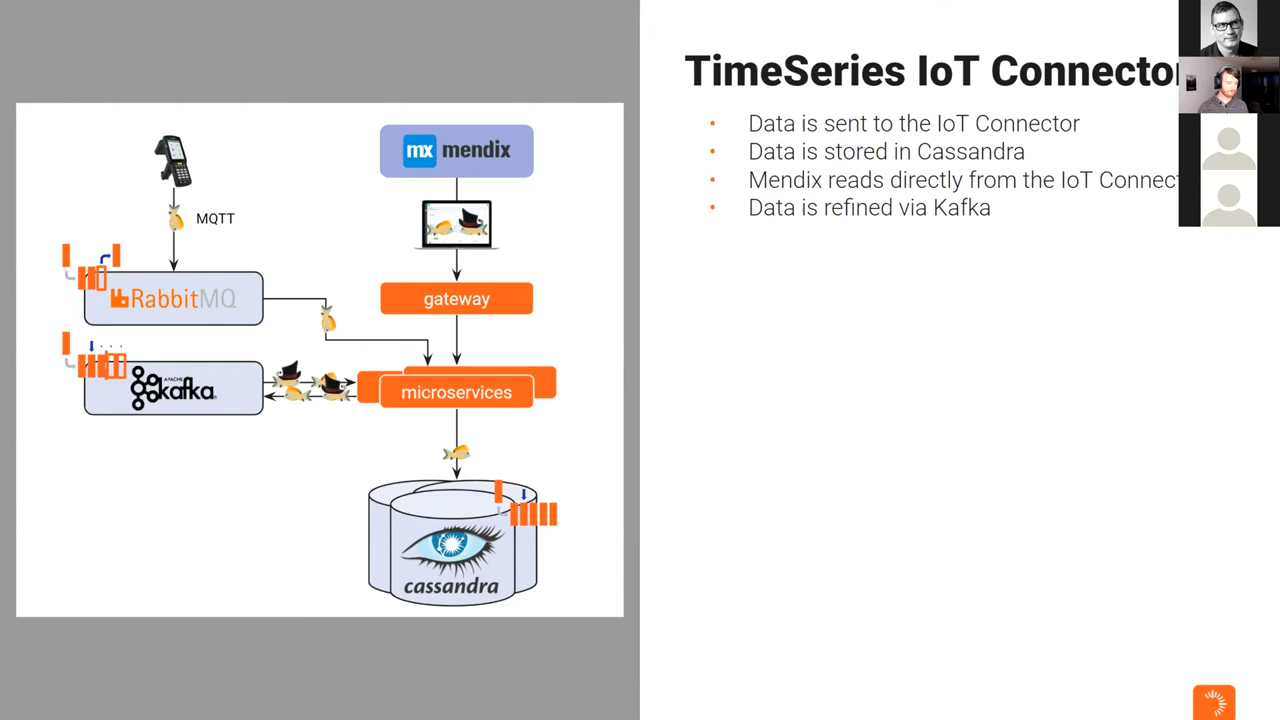 TimeSeries IoT Connector
• Data is sent to the IoT Connector
• Data is stored in Cassandra
• Mendix reads directly from the IoT Connect
• Data is refined via Kafka
mx mendix
MQTT
RabbitMQ
gateway
APACHE
kafka
microservices
cassandra